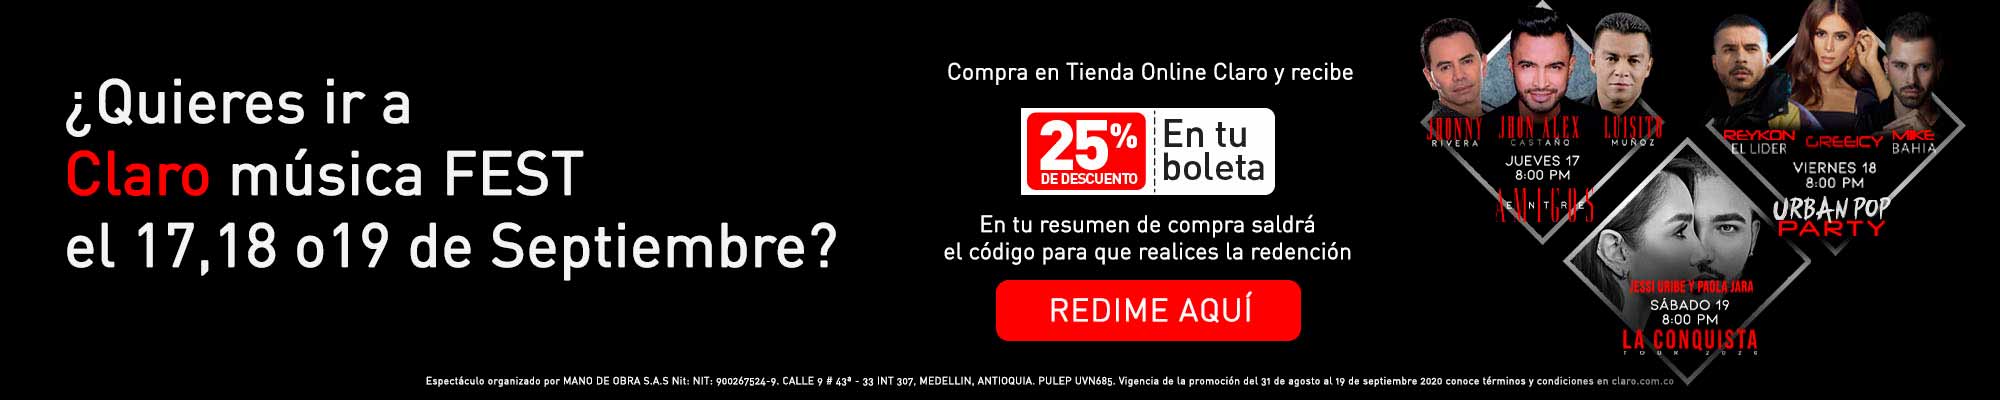 ¿Quieres ir a
Claro música FEST
el 17,18 o19 de Septiembre?
Compra en Tienda Online Claro y recibe
25%
DE DESCUENTO
En tu
boleta
En tu resumen de compra saldrá
el código para que realices la redención
REDIME AQUÍ
JHONNY
RIVERA
JHON ALEX
CASTAÑO
LUISITO
MUÑOZ
JUEVES 17
8:00 PM
ENTRE
AMIGOS
REYKON
EL LIDER
GREEICY
MIKE
BAHIA
VIERNES 18
8:00 PM
URBAN POP
PARTY
JESSI URIBE Y PAOLA JARA
SÁBADO 19
8:00 PM
LA CONQUISTA
TOUR 2020
Espectáculo organizado por MANO DE OBRA S.A.S Nit: NIT: 900267524-9. CALLE 9 # 43ª - 33 INT 307, MEDELLIN, ANTIOQUIA. PULEP UVN685. Vigencia de la promoción del 31 de agosto al 19 de septiembre 2020 conoce términos y condiciones en claro.com.co